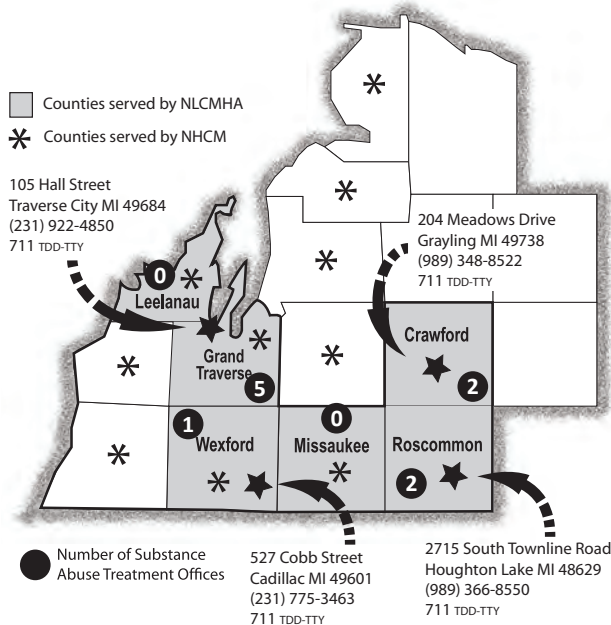 Counties served by NLCMHA
Counties served by NHCM
105 Hall Street
Traverse City MI 49684
(231) 922-4850
711 TDD-TTY
204 Meadows Drive
Grayling MI 49738
(989) 348-8522
711 TDD-TTY
0
Leelanau
Grand
Traverse
5
Crawford
2
1
Wexford
0
Missaukee
Roscommon
2
Number of Substance
Abuse Treatment Offices
527 Cobb Street
Cadillac MI 49601
(231) 775-3463
711 TDD-TTY
2715 South Townline Road
Houghton Lake MI 48629
(989) 366-8550
711 TDD-TTY